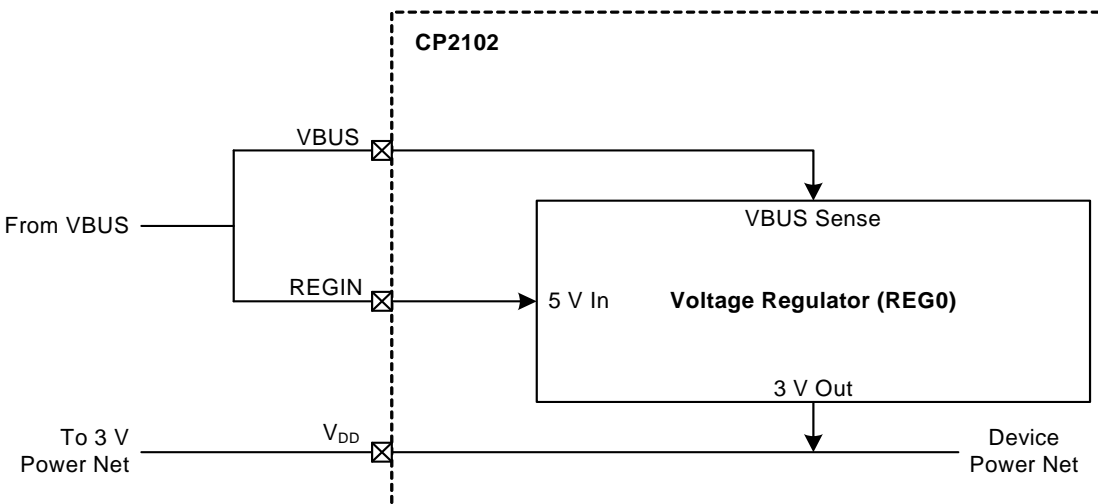 CP2102
VBUS
From VBUS
VBUS Sense
REGIN
5 V In
Voltage Regulator (REG0)
3 V Out
To 3 V
Power Net
VDD
Device
Power Net